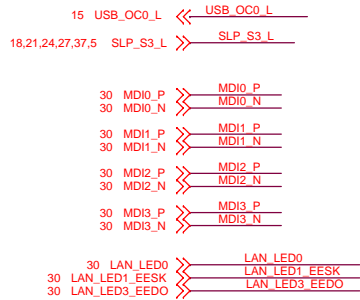 15 USB_OC0_L USB_OC0_L
18,21,24,27,37,5 SLP_S3_L SLP_S3_L
30 MDI0_P MDI0_P
30 MDI0_N MDI0_N
30 MDI1_P MDI1_P
30 MDI1_N MDI1_N
30 MDI2_P MDI2_P
30 MDI2_N MDI2_N
30 MDI3_P MDI3_P
30 MDI3_N MDI3_N
30 LAN_LED0 LAN_LED0
30 LAN_LED1_EESK LAN_LED1_EESK
30 LAN_LED3_EEDO LAN_LED3_EEDO